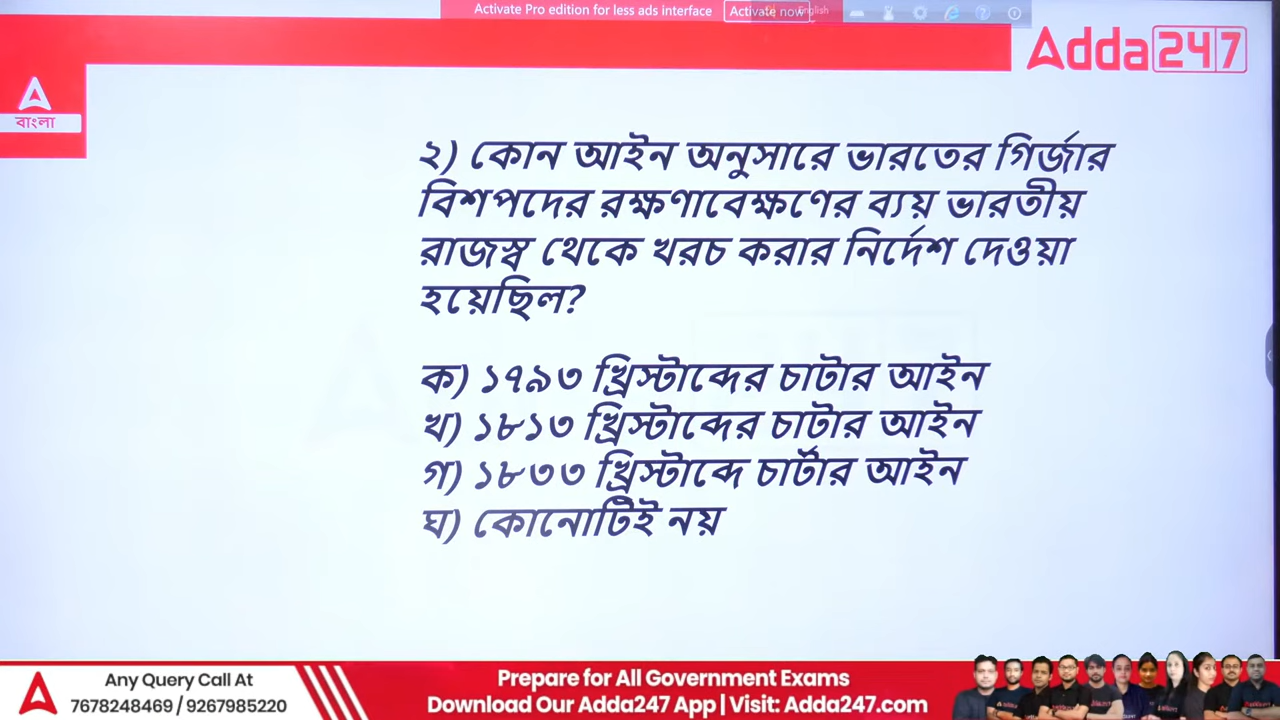 Activate Pro edition for less ads interface
Activate now
English
Adda247
বাংলা
২) কোন আইন অনুসারে ভারতের গির্জার
বিশপদের রক্ষণাবেক্ষণের ব্যয় ভারতীয়
রাজস্ব থেকে খরচ করার নির্দেশ দেওয়া
হয়েছিল?
ক) ১৭৯৩ খ্রিস্টাব্দের চাটার আইন
খ) ১৮১৩ খ্রিস্টাব্দের চাটার আইন
গ) ১৮৩৩ খ্রিস্টাব্দে চার্টার আইন
ঘ) কোনোটিই নয়
Any Query Call At
7678248469 / 9267985220
Prepare for All Government Exams
Download Our Adda247 App | Visit: Adda247.com